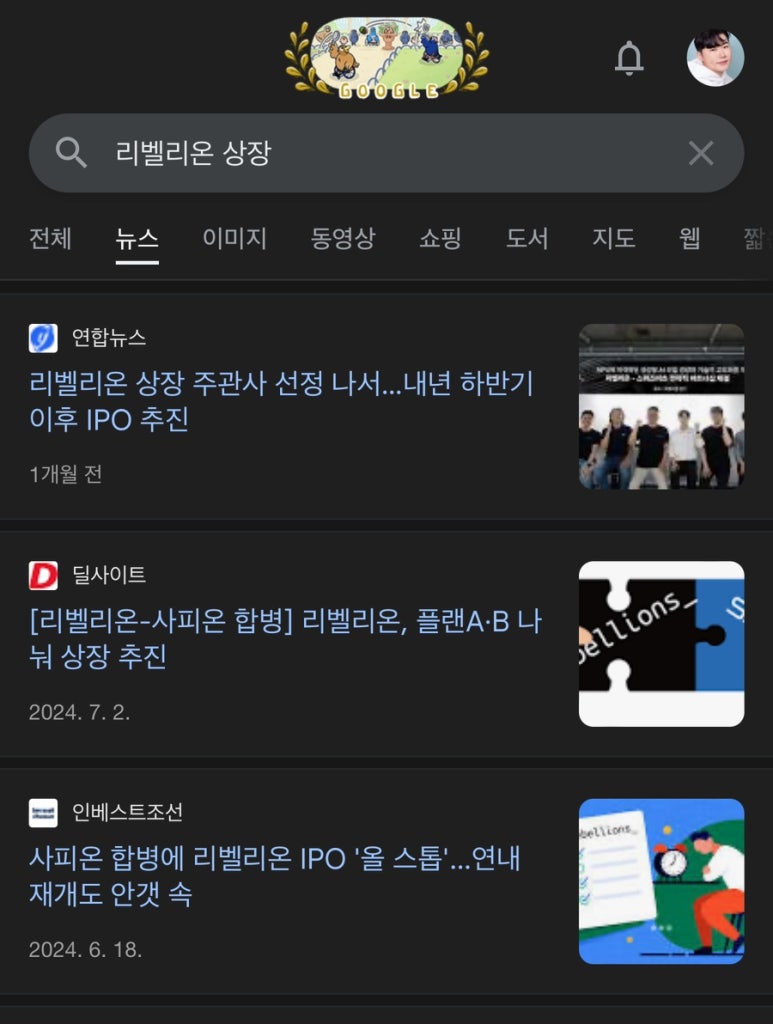 GOOGLE
리벨리온 상장
전체 뉴스 이미지 동영상 쇼핑 도서 지도 웹 짧
연합뉴스
리벨리온 상장 주관사 선정 나서...내년 하반기
이후 IPO 추진
1개월 전
딜사이트
[리벨리온-사피온 합병] 리벨리온, 플랜A·B 나
눠 상장 추진
2024. 7. 2.
ellions_
인베스트조선
사피온 합병에 리벨리온 IPO '올 스톱'...연내
재개도 안갯 속
2024. 6. 18.
bellions_